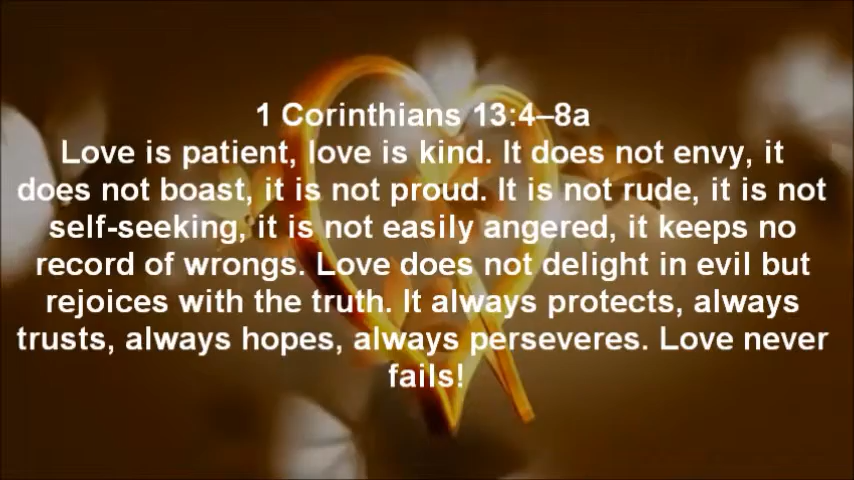 1 Corinthians 13:4–8a
Love is patient, love is kind. It does not envy, it
does not boast, it is not proud. It is not rude, it is not
self-seeking, it is not easily angered, it keeps no
record of wrongs. Love does not delight in evil but
rejoices with the truth. It always protects, always
trusts, always hopes, always perseveres. Love never
fails!